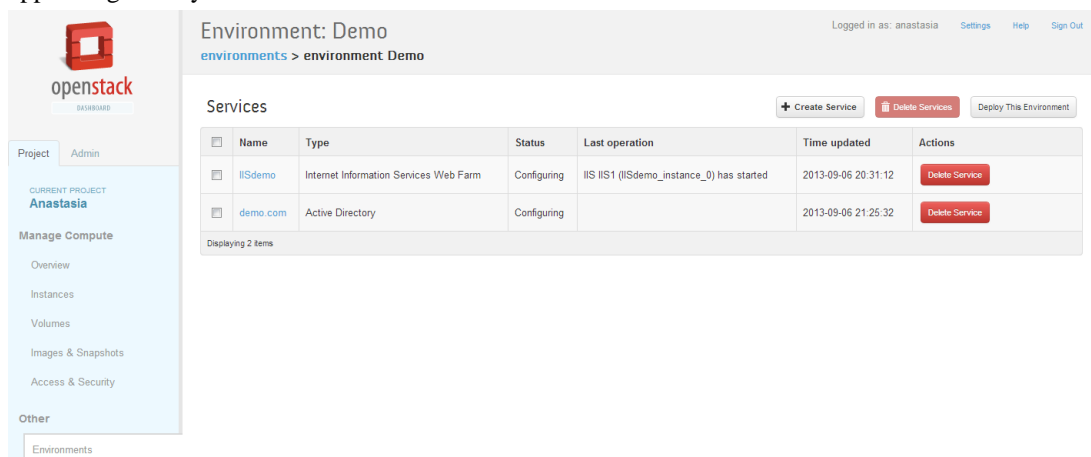 Environment: Demo
environments > environment Demo
Logged in as: anastasia Settings Help Sign Out
openstack
DASHBOARD
Project Admin
CURRENT PROJECT
Anastasia
Manage Compute
Overview
Instances
Volumes
Images & Snapshots
Access & Security
Other
Environments
Services
Create Service Delete Services Deploy This Environment
Name Type Status Last operation Time updated Actions
IISdemo Internet Information Services Web Farm Configuring IIS IIS1 (IISdemo_instance_0) has started 2013-09-06 20:31:12 Delete Service
demo.com Active Directory Configuring 2013-09-06 21:25:32 Delete Service
Displaying 2 items